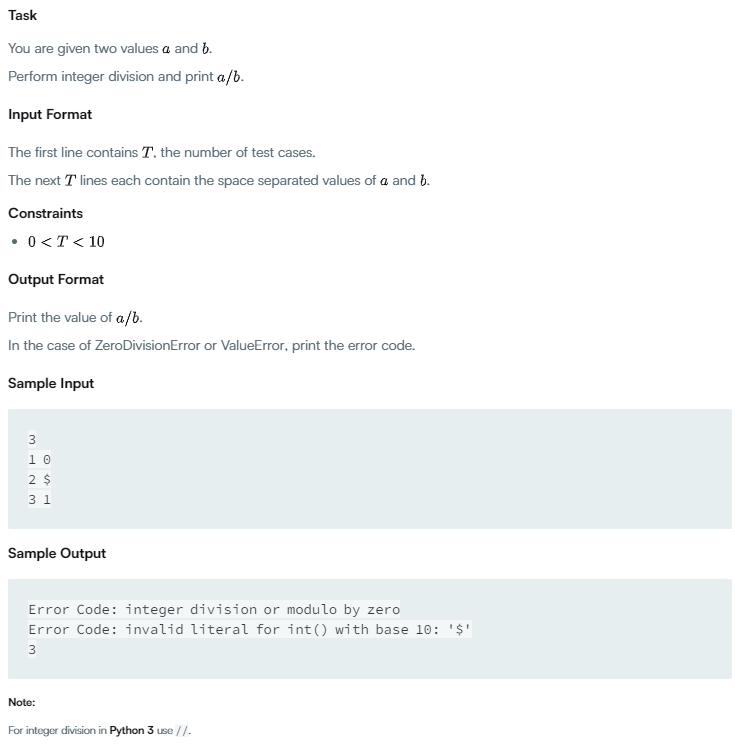 Task
You are given two values a and b.
Perform integer division and print a/b.
Input Format
The first line contains T, the number of test cases.
The next T lines each contain the space separated values of a and b.
Constraints
• 0 < T < 10
Output Format
Print the value of a/b.
In the case of ZeroDivisionError or ValueError, print the error code.
Sample Input
3
1 0
2 $
3 1
Sample Output
Error Code: integer division or modulo by zero
Error Code: invalid literal for int() with base 10: '$'
3
Note:
For integer division in Python 3 use //.